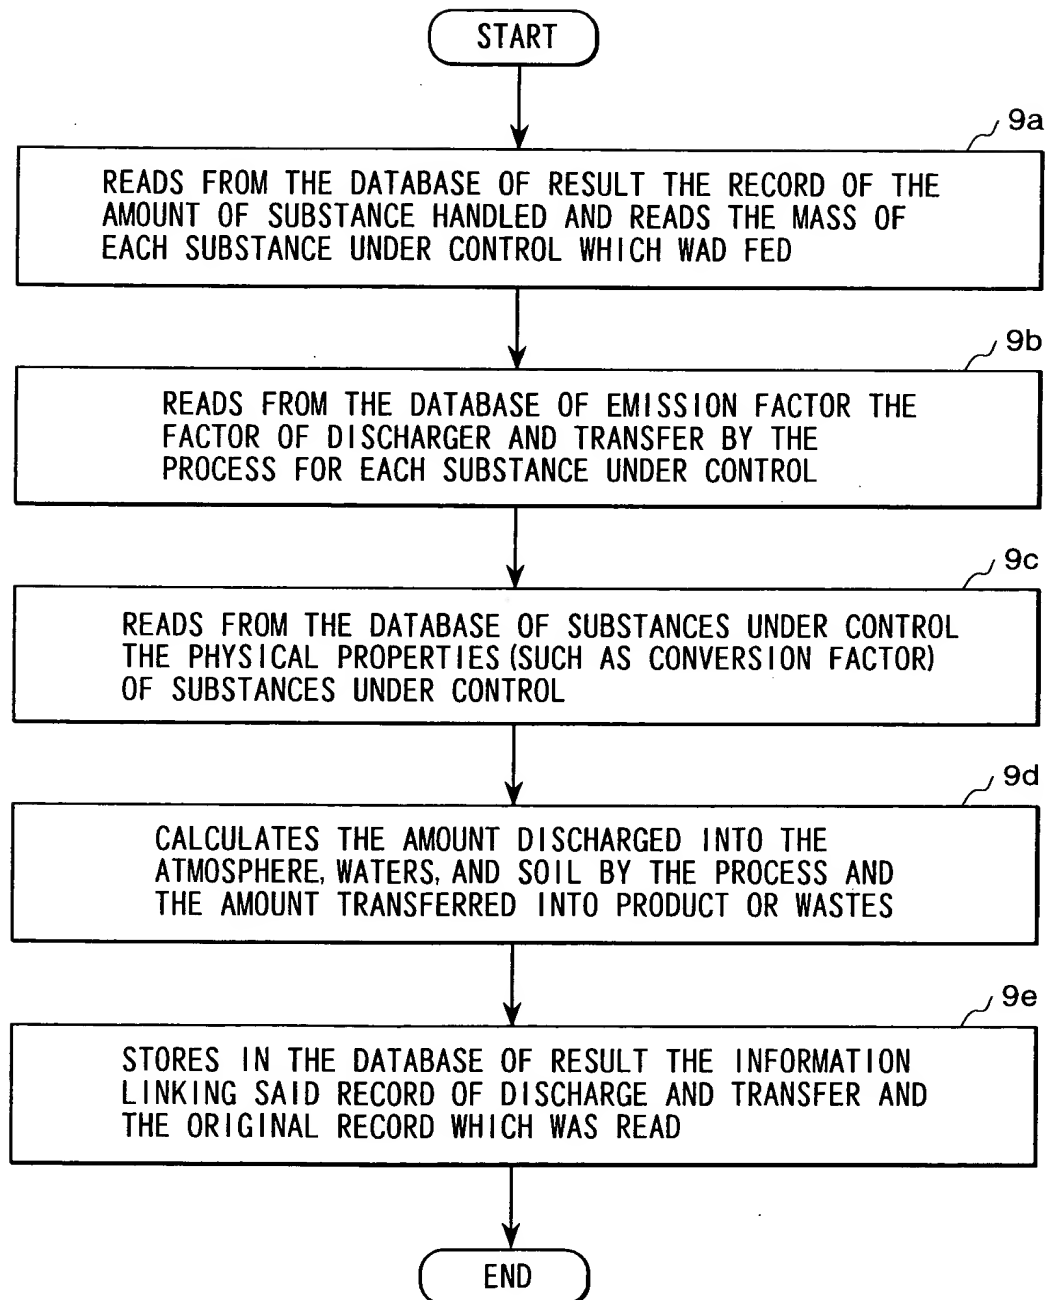 START
9a
READS FROM THE DATABASE OF RESULT THE RECORD OF THE
AMOUNT OF SUBSTANCE HANDLED AND READS THE MASS OF
EACH SUBSTANCE UNDER CONTROL WHICH WAD FED
9b
READS FROM THE DATABASE OF EMISSION FACTOR THE
FACTOR OF DISCHARGER AND TRANSFER BY THE
PROCESS FOR EACH SUBSTANCE UNDER CONTROL
9c
READS FROM THE DATABASE OF SUBSTANCES UNDER CONTROL
THE PHYSICAL PROPERTIES (SUCH AS CONVERSION FACTOR)
OF SUBSTANCES UNDER CONTROL
9d
CALCULATES THE AMOUNT DISCHARGED INTO THE
ATMOSPHERE, WATERS, AND SOIL BY THE PROCESS AND
THE AMOUNT TRANSFERRED INTO PRODUCT OR WASTES
9e
STORES IN THE DATABASE OF RESULT THE INFORMATION
LINKING SAID RECORD OF DISCHARGE AND TRANSFER AND
THE ORIGINAL RECORD WHICH WAS READ
END